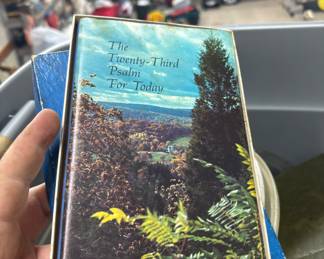 The
Twenty-Third
Psalm
For Today